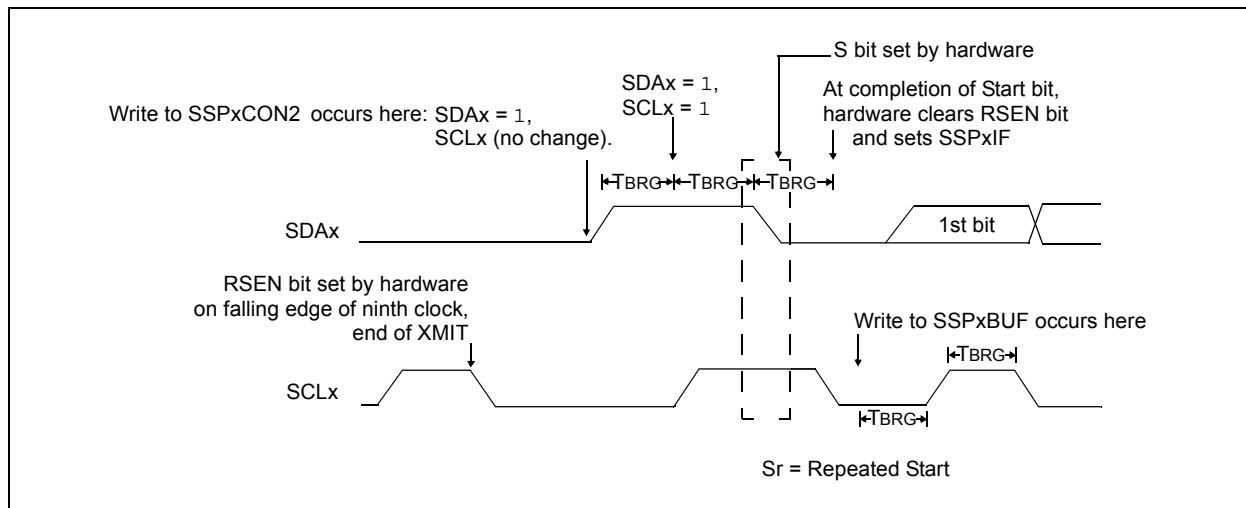 S bit set by hardware
SDAx = 1,
SCLx = 1
At completion of Start bit,
hardware clears RSEN bit
and sets SSPxIF
Write to SSPxCON2 occurs here: SDAx = 1,
SCLx (no change).
TBRG
TBRG
TBRG
SDAx
1st bit
RSEN bit set by hardware
on falling edge of ninth clock,
end of XMIT
Write to SSPxBUF occurs here
TBRG
SCLx
TBRG
Sr = Repeated Start